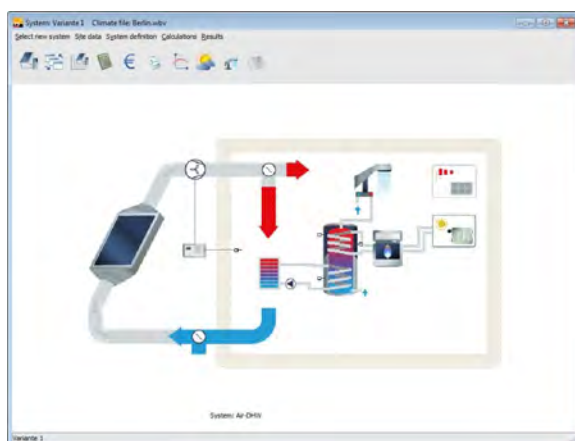 System: Variante 1 Climate file: Berlin.wbv
Select new system Site data System definition Calculations Results
System: Air-DHW
Variante 1